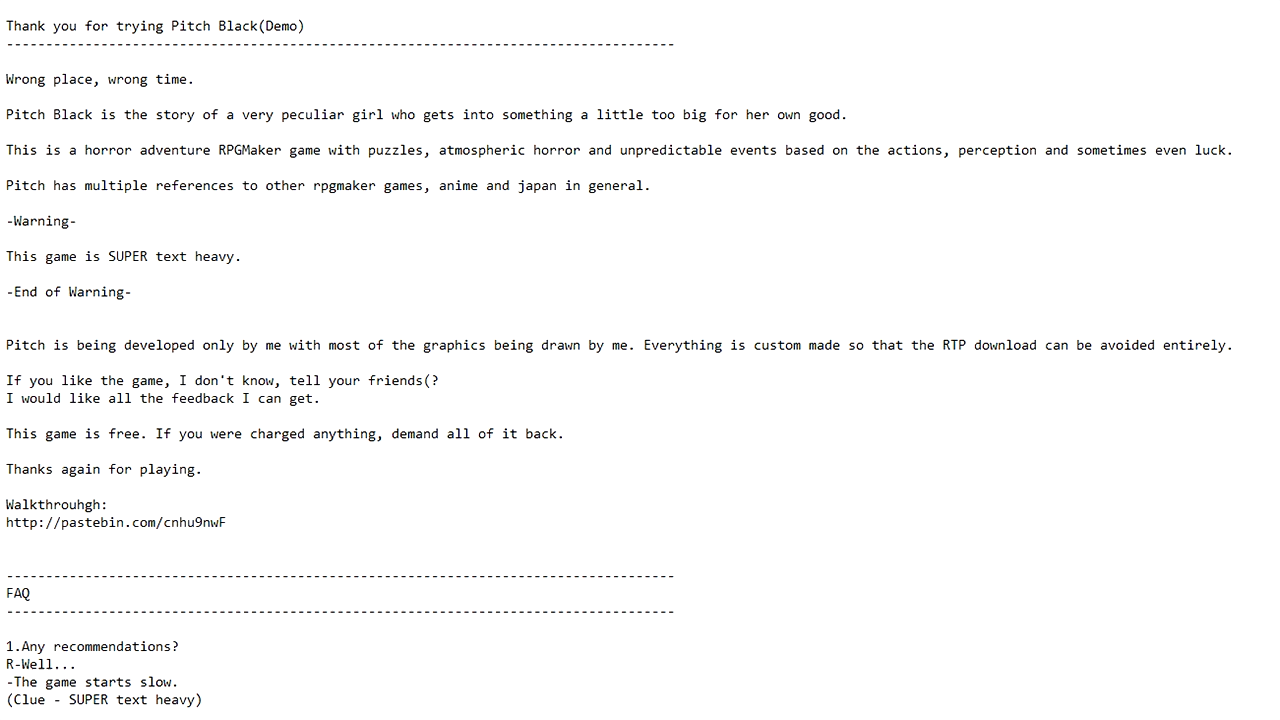 Thank you for trying Pitch Black(Demo)
-------------------------------------------------------------------------------------
Wrong place, wrong time.
Pitch Black is the story of a very peculiar girl who gets into something a little too big for her own good.
This is a horror adventure RPGMaker game with puzzles, atmospheric horror and unpredictable events based on the actions, perception and sometimes even luck.
Pitch has multiple references to other rpgmaker games, anime and japan in general.
-Warning-
This game is SUPER text heavy.
-End of Warning-
Pitch is being developed only by me with most of the graphics being drawn by me. Everything is custom made so that the RTP download can be avoided entirely.
If you like the game, I don't know, tell your friends(?
I would like all the feedback I can get.
This game is free. If you were charged anything, demand all of it back.
Thanks again for playing.
Walkthrouhgh:
http://pastebin.com/cnhu9nwF
-------------------------------------------------------------------------------------
FAQ
-------------------------------------------------------------------------------------
1.Any recommendations?
R-Well...
-The game starts slow.
(Clue - SUPER text heavy)